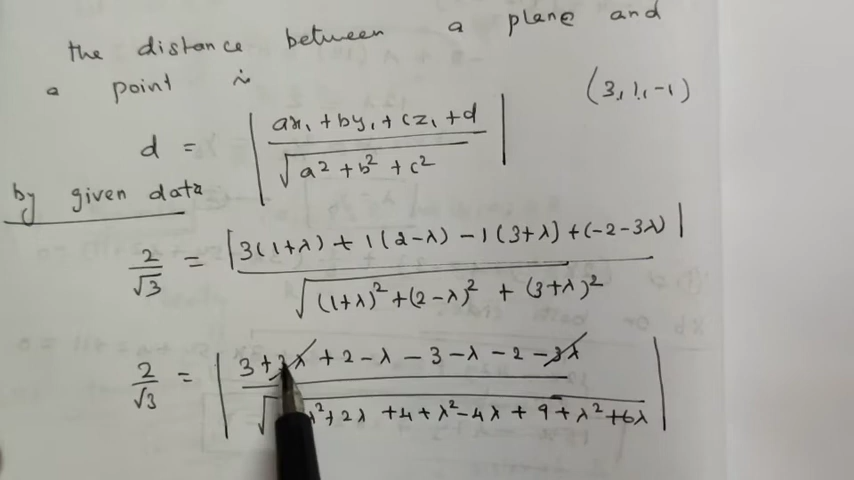 the distance between a plane and
a point is
(3, 1, -1)
d = | ax₁ + by₁ + cz₁ + d / √a² + b² + c² |
by given data
2/√3 = |3(1+λ) + 1(2-λ) - 1(3+λ) + (-2-3λ)| / √(1+λ)² + (2-λ)² + (3+λ)²
2/√3 = | 3 + 3λ + 2 - λ - 3 - λ - 2 - 3λ / √ λ² + 2λ + 4 + λ² - 4λ + 9 + λ² + 6λ |